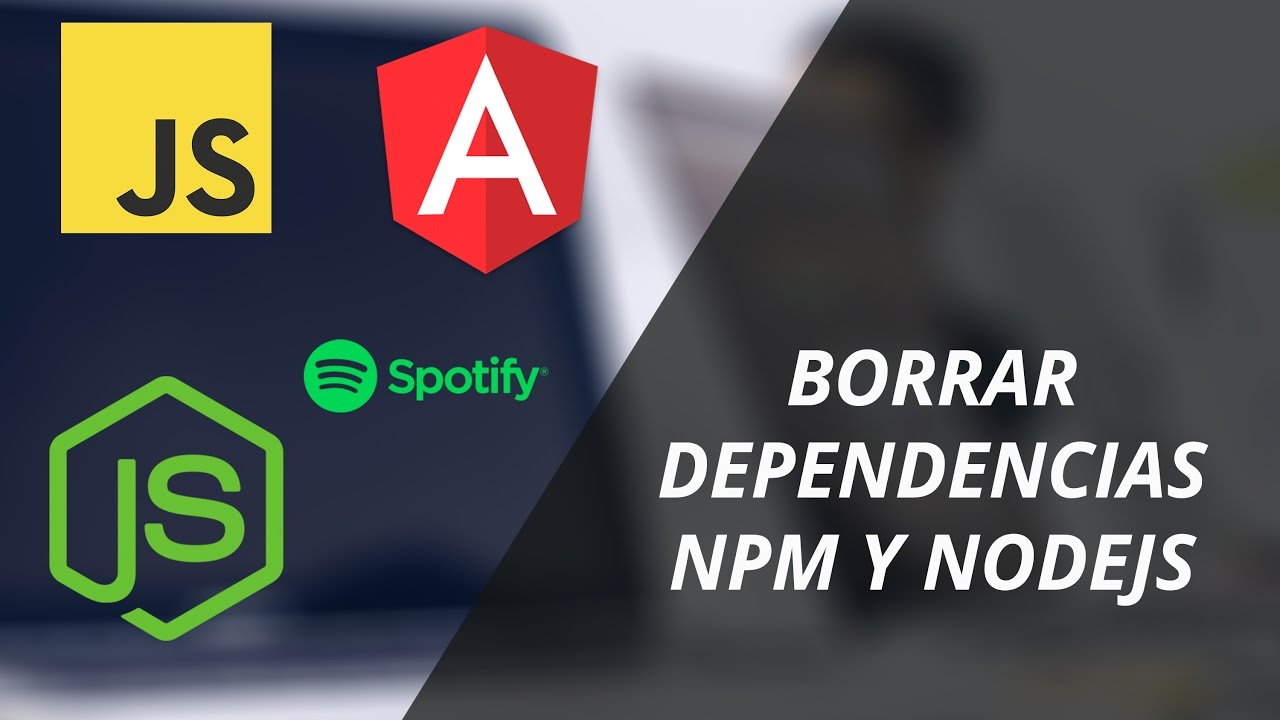 JS
A
Spotify®
JS
BORRAR
DEPENDENCIAS
NPM Y NODEJS